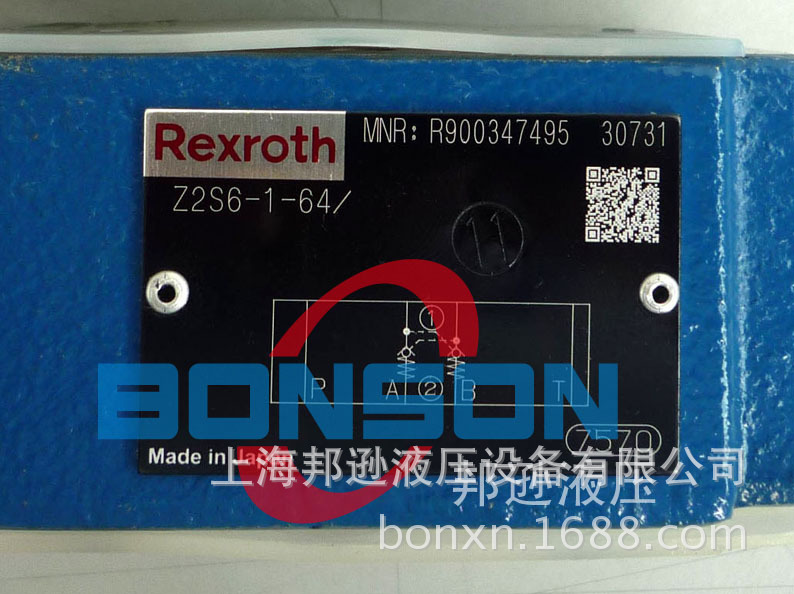 Rexroth
MNR: R900347495 30731
Z2S6-1-64/
11
1
P A 2 B T
BONSON
7570
Made in
上海邦逊液压设备有限公司
邦逊液压
bonxn.1688.com